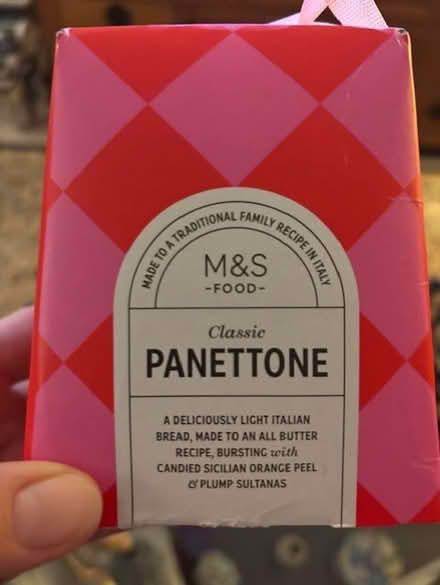 MADE TO A TRADITIONAL FAMILY RECIPE IN ITALY
M&S
-FOOD-
Classic
PANETTONE
A DELICIOUSLY LIGHT ITALIAN
BREAD, MADE TO AN ALL BUTTER
RECIPE, BURSTING with
CANDIED SICILIAN ORANGE PEEL
& PLUMP SULTANAS